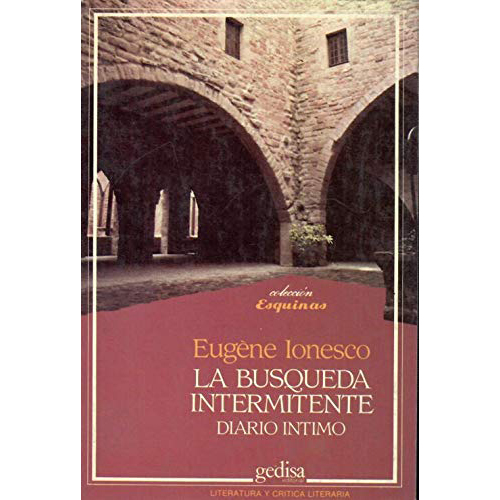 colección
Esquinas
Eugène Ionesco
LA BUSQUEDA
INTERMITENTE
DIARIO INTIMO
gedisa
editorial
LITERATURA Y CRITICA LITERARIA